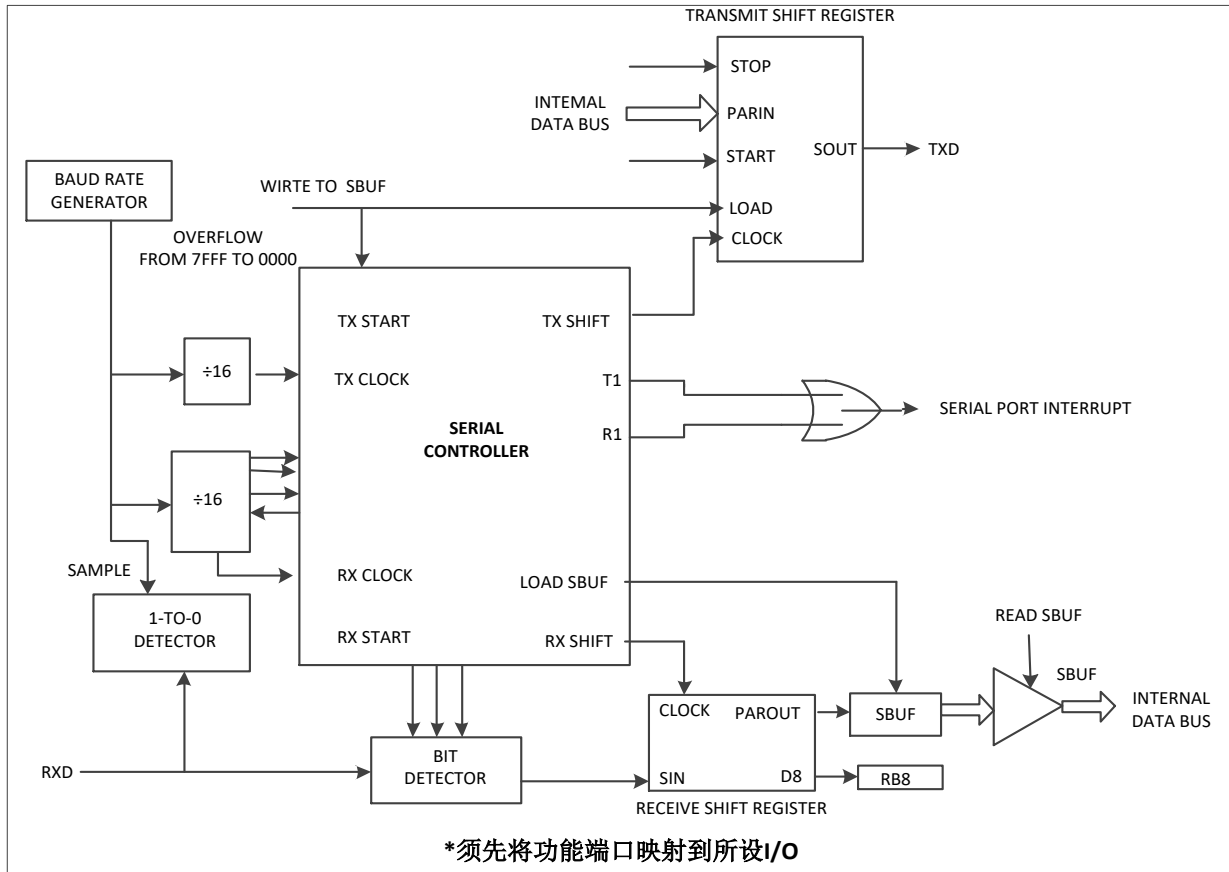 TRANSMIT SHIFT REGISTER
STOP
INTEMAL
DATA BUS
PARIN
START
SOUT
TXD
BAUD RATE
GENERATOR
WIRTE TO SBUF
LOAD
CLOCK
OVERFLOW
FROM 7FFF TO 0000
TX START
TX SHIFT
÷16
TX CLOCK
T1
SERIAL PORT INTERRUPT
SERIAL
CONTROLLER
R1
÷16
SAMPLE
RX CLOCK
LOAD SBUF
1-TO-0
DETECTOR
RX START
RX SHIFT
READ SBUF
SBUF
INTERNAL
DATA BUS
CLOCK
PAROUT
SBUF
BIT
DETECTOR
RXD
SIN
D8
RB8
RECEIVE SHIFT REGISTER
*须先将功能端口映射到所设I/O